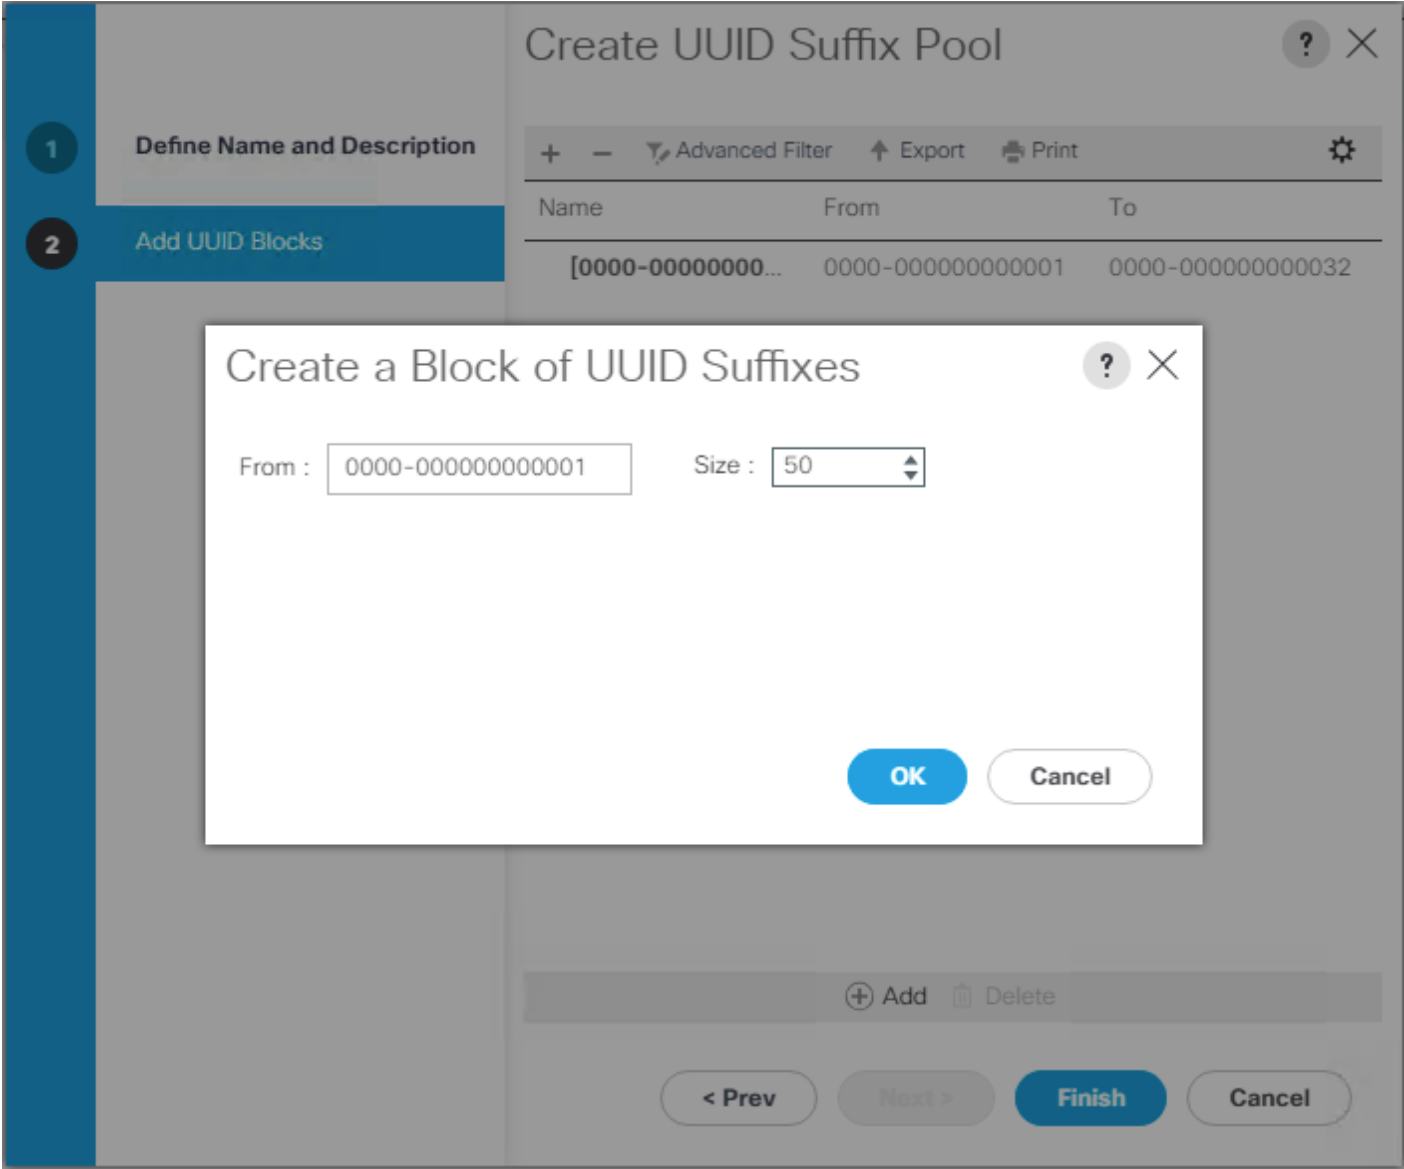 Create UUID Suffix Pool ?
1 Define Name and Description
+ − Advanced Filter Export Print
Name From To
2 Add UUID Blocks
[0000-00000000... 0000-000000000001 0000-000000000032
Create a Block of UUID Suffixes ?
From : 0000-000000000001 Size : 50
OK Cancel
Add Delete
< Prev Next > Finish Cancel